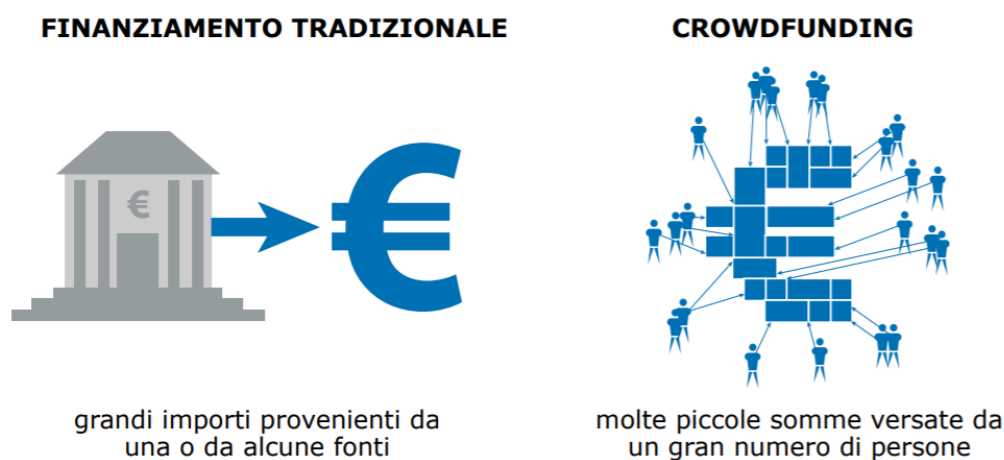 FINANZIAMENTO TRADIZIONALE
CROWDFUNDING
€
€
grandi importi provenienti da
una o da alcune fonti
molte piccole somme versate da
un gran numero di persone